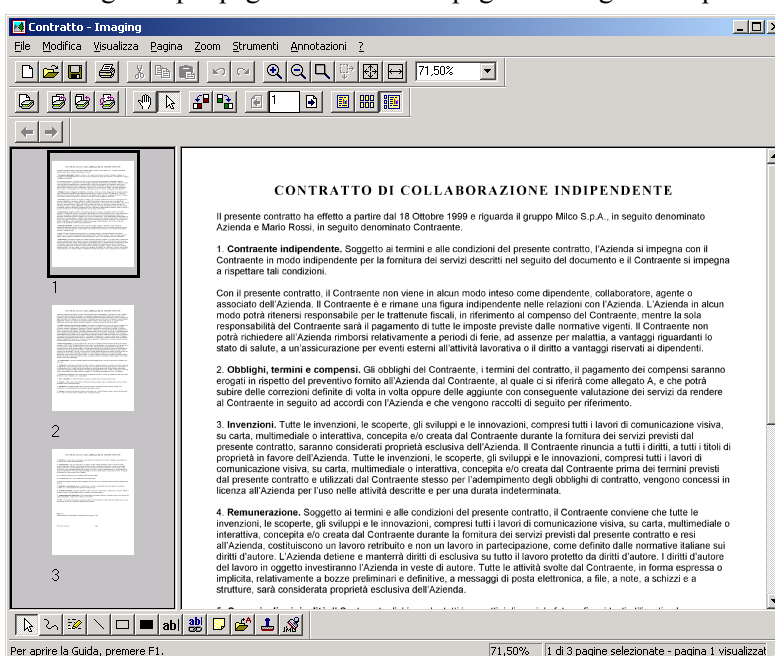 Contratto - Imaging
File Modifica Visualizza Pagina Zoom Strumenti Annotazioni ?
71,50%
1
CONTRATTO DI COLLABORAZIONE INDIPENDENTE
Il presente contratto ha effetto a partire dal 18 Ottobre 1999 e riguarda il gruppo Milco S.p.A., in seguito denominato
Azienda e Mario Rossi, in seguito denominato Contraente.
1. Contraente indipendente. Soggetto ai termini e alle condizioni del presente contratto, l'Azienda si impegna con il
Contraente in modo indipendente per la fornitura dei servizi descritti nel seguito del documento e il Contraente si impegna
a rispettare tali condizioni.
Con il presente contratto, il Contraente non viene in alcun modo inteso come dipendente, collaboratore, agente o
associato dell'Azienda. Il Contraente è e rimane una figura indipendente nelle relazioni con l'Azienda. L'Azienda in alcun
modo potrà ritenersi responsabile per le trattenute fiscali, in riferimento al compenso del Contraente, mentre la sola
responsabilità del Contraente sarà il pagamento di tutte le imposte proviste dalle normative vigenti. Il Contraente non
potrà richiedere all'Azienda rimborsi relativamente a periodi di ferie, ad assenze per malattia, a vantaggi riguardanti lo
stato di salute, a un'assicurazione per eventi esterni all'attività lavorativa o il diritto a vantaggi riservati ai dipendenti.
2. Obblighi, termini e compensi. Gli obblighi del Contraente, i termini del contratto, il pagamento dei compensi saranno
erogati in rispetto del preventivo fornito all'Azienda dal Contraente, al quale ci si riferirà come allegato A, e che potrà
subire delle correzioni definite di volta in volta oppure delle aggiunte con conseguente valutazione dei servizi da rendere
al Contraente in seguito ad accordi con l'Azienda e che vengono raccolti di seguito per riferimento.
3. Invenzioni. Tutte le invenzioni, le scoperte, gli sviluppi e le innovazioni, compresi tutti i lavori di comunicazione visiva,
su carta, multimediale o interattiva, concepita e/o creata dal Contraente durante la fornitura dei servizi previsti dal
presente contratto, saranno considerati proprietà esclusiva dell'Azienda. Il Contraente rinuncia a tutti i diritti, a tutti i titoli di
proprietà in favore dell'Azienda. Tutte le invenzioni, le scoperte, gli sviluppi e le innovazioni, compresi tutti i lavori di
comunicazione visiva, su carta, multimediale o interattiva, concepita e/o creata dal Contraente prima dei termini previsti
dal presente contratto e utilizzati dal Contraente stesso per l'adempimento degli obblighi di contratto, vengono concessi in
licenza all'Azienda per l'uso nelle attività descritte e per una durata indeterminata.
4. Remunerazione. Soggetto ai termini e alle condizioni del presente contratto, il Contraente conviene che tutte le
invenzioni, le scoperte, gli sviluppi e le innovazioni, compresi tutti i lavori di comunicazione visiva, su carta, multimediale o
interattiva, concepita e/o creata dal Contraente durante la fornitura dei servizi previsti dal presente contratto e resi
all'Azienda, costituiscono un lavoro retribuito e non un lavoro in partecipazione, come definito dalle normative italiane sui
diritti d'autore. L'Azienda detiene e manterrà diritti di esclusiva su tutto il lavoro protetto da diritti d'autore. I diritti d'autore
del lavoro in oggetto investiranno l'Azienda in veste di autore. Tutte le attività svolte dal Contraente, in forma espressa o
implicita, relativamente a bozze preliminari e definitive, a messaggi di posta elettronica, a file, a note, a schizzi e a
strutture, sarà considerata proprietà esclusiva dell'Azienda.
1
2
3
ab
ab
Per aprire la Guida, premere F1.
71,50%
1 di 3 pagine selezionate - pagina 1 visualizzat